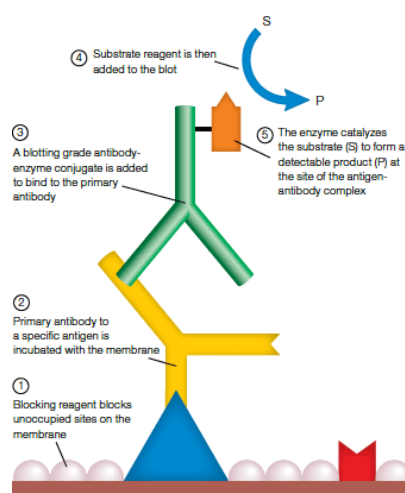 S
④ Substrate reagent is then
added to the blot
P
③
A blotting grade antibody-
enzyme conjugate is added
to bind to the primary
antibody
⑤ The enzyme catalyzes
the substrate (S) to form a
detectable product (P) at
the site of the antigen-
antibody complex
②
Primary antibody to
a specific antigen is
incubated with the membrane
①
Blocking reagent blocks
unoccupied sites on the
membrane